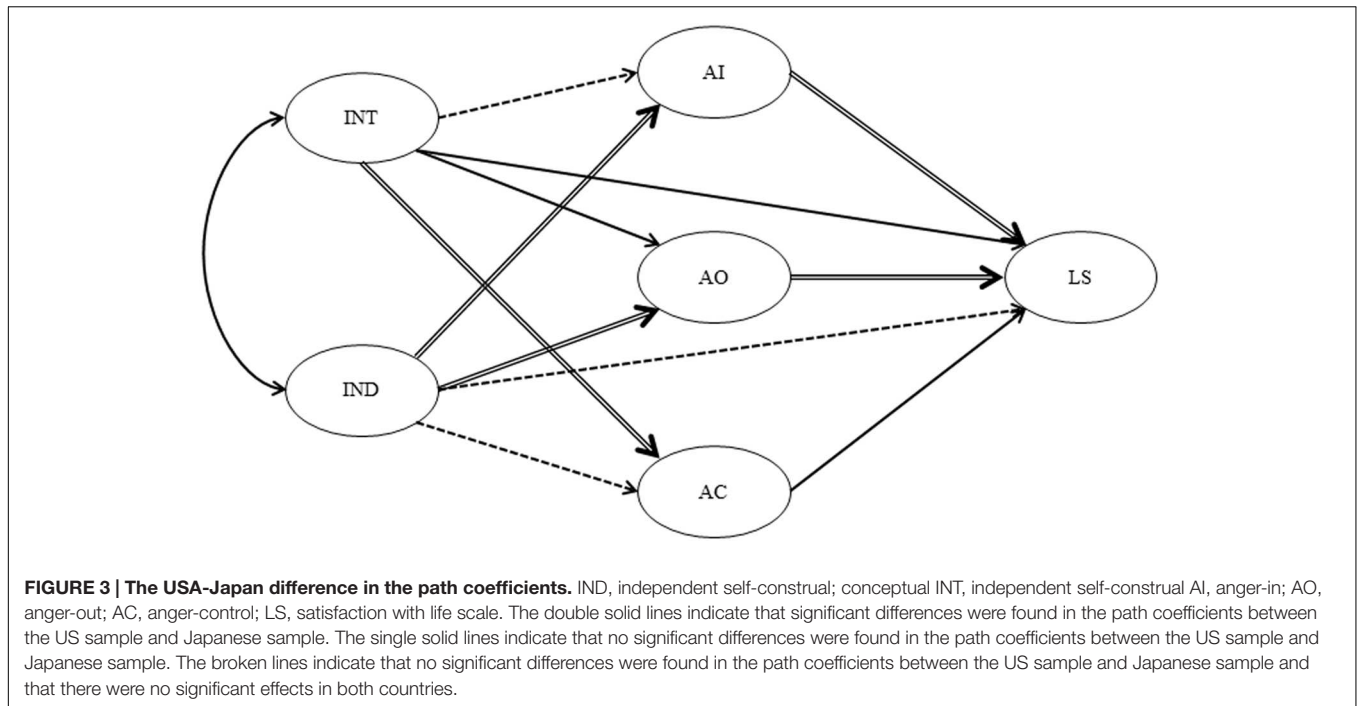 AI
INT
AO
LS
IND
AC
FIGURE 3 | The USA-Japan difference in the path coefficients. IND, independent self-construal; conceptual INT, independent self-construal AI, anger-in; AO,
anger-out; AC, anger-control; LS, satisfaction with life scale. The double solid lines indicate that significant differences were found in the path coefficients between
the US sample and Japanese sample. The single solid lines indicate that no significant differences were found in the path coefficients between the US sample and
Japanese sample. The broken lines indicate that no significant differences were found in the path coefficients between the US sample and Japanese sample and
that there were no significant effects in both countries.